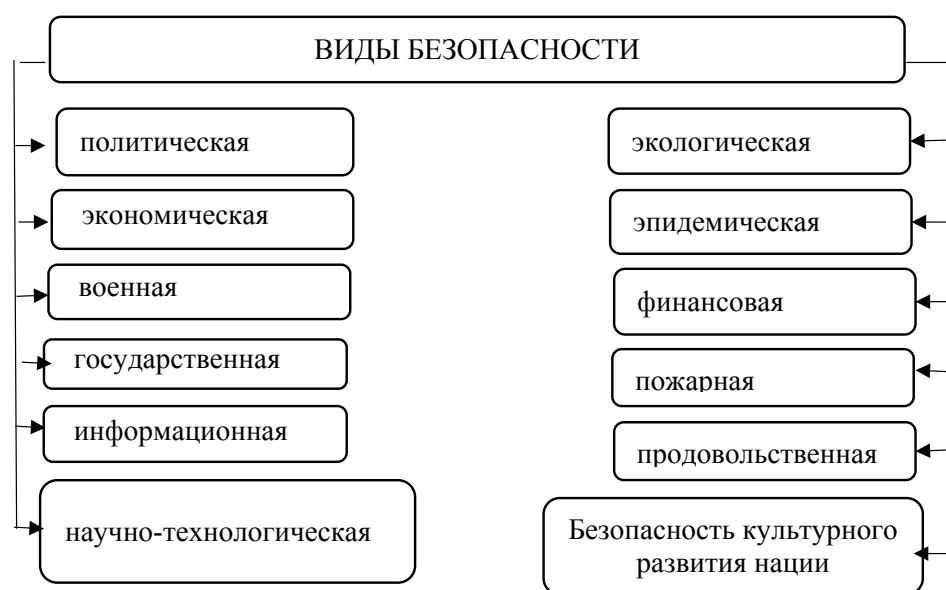 ВИДЫ БЕЗОПАСНОСТИ
политическая
экономическая
военная
государственная
информационная
научно-технологическая
экологическая
эпидемическая
финансовая
пожарная
продовольственная
Безопасность культурного
развития нации